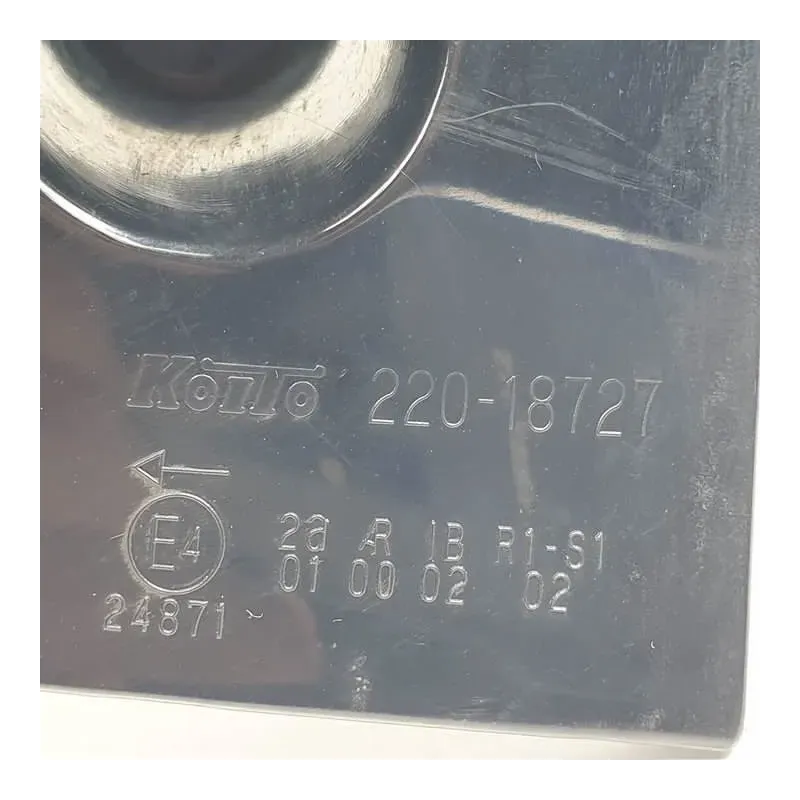 KoiTo 220-18727
E4 2a AR IB R1-S1
01 00 02 02
24871